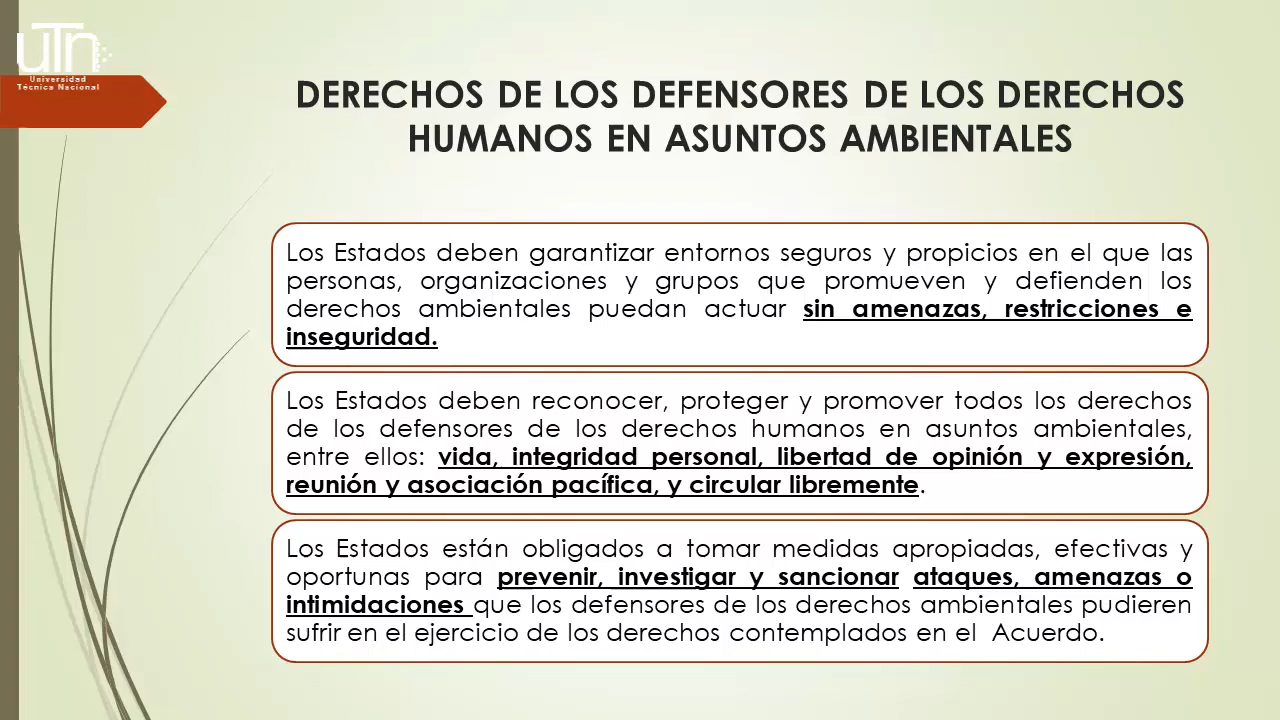 uTn
Universidad
Técnica Nacional
DERECHOS DE LOS DEFENSORES DE LOS DERECHOS
HUMANOS EN ASUNTOS AMBIENTALES
Los Estados deben garantizar entornos seguros y propicios en el que las
personas, organizaciones y grupos que promueven y defienden los
derechos ambientales puedan actuar sin amenazas, restricciones e
inseguridad.
Los Estados deben reconocer, proteger y promover todos los derechos
de los defensores de los derechos humanos en asuntos ambientales,
entre ellos: vida, integridad personal, libertad de opinión y expresión,
reunión y asociación pacífica, y circular libremente.
Los Estados están obligados a tomar medidas apropiadas, efectivas y
oportunas para prevenir, investigar y sancionar ataques, amenazas o
intimidaciones que los defensores de los derechos ambientales pudieren
sufrir en el ejercicio de los derechos contemplados en el  Acuerdo.